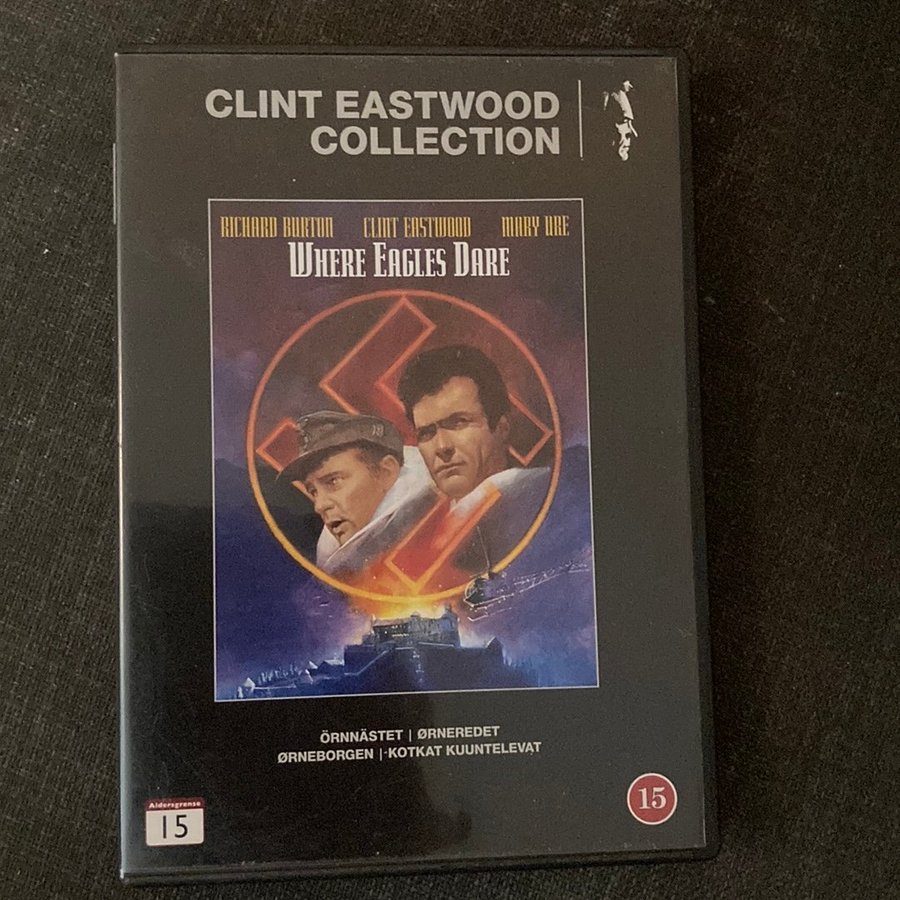 CLINT EASTWOOD
COLLECTION
RICHARD BURTON CLINT EASTWOOD MARY URE
WHERE EAGLES DARE
ÖRNNÄSTET | ØRNEREDET
ØRNEBORGEN | KOTKAT KUUNTELEVAT
Aldersgrense
15
15